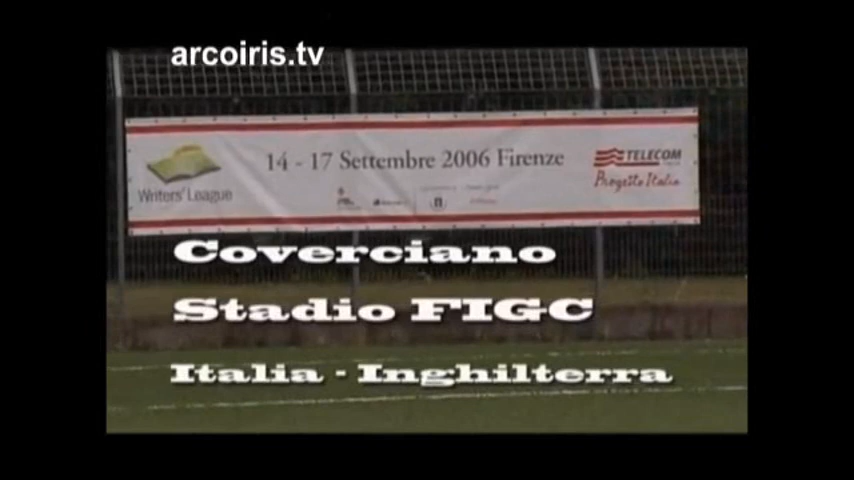 arcoiris.tv
14 - 17 Settembre 2006 Firenze
TELECOM
Progetto Italia
Writers' League
Coverciano
Stadio FIGC
Italia - Inghilterra